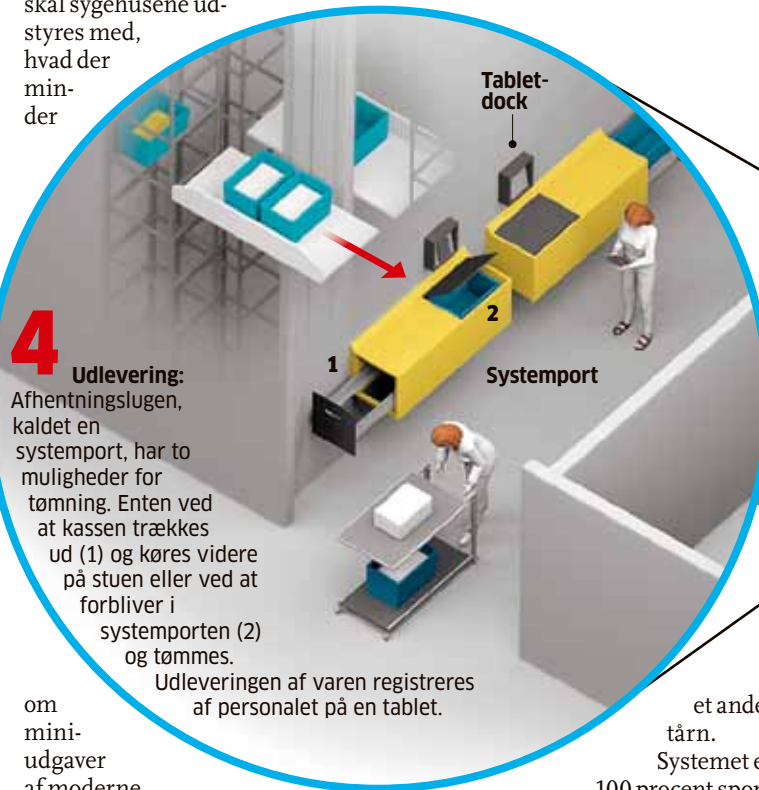 skal sygehusene ud-
styres med,
hvad der
min-
der
Tablet-
dock
2
1
Systemport
4
Udlevering:
Afhentningslugen,
kaldet en
systemport, har to
muligheder for
tømning. Enten ved
at kassen trækkes
ud (1) og køres videre
på stuen eller ved at
forbliver i
systemporten (2)
og tømmes.
Udleveringen af varen registreres
af personalet på en tablet.
om
mini-
udgaver
af moderne
tårn.
Systemet
100 procent